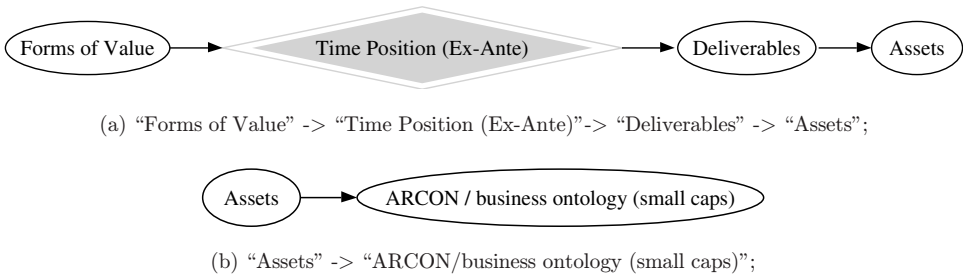 Forms of Value Time Position (Ex-Ante) Deliverables Assets
(a) “Forms of Value” -> “Time Position (Ex-Ante)”-> “Deliverables” -> “Assets”;
Assets ARCON / business ontology (small caps)
(b) “Assets” -> “ARCON/business ontology (small caps)”;